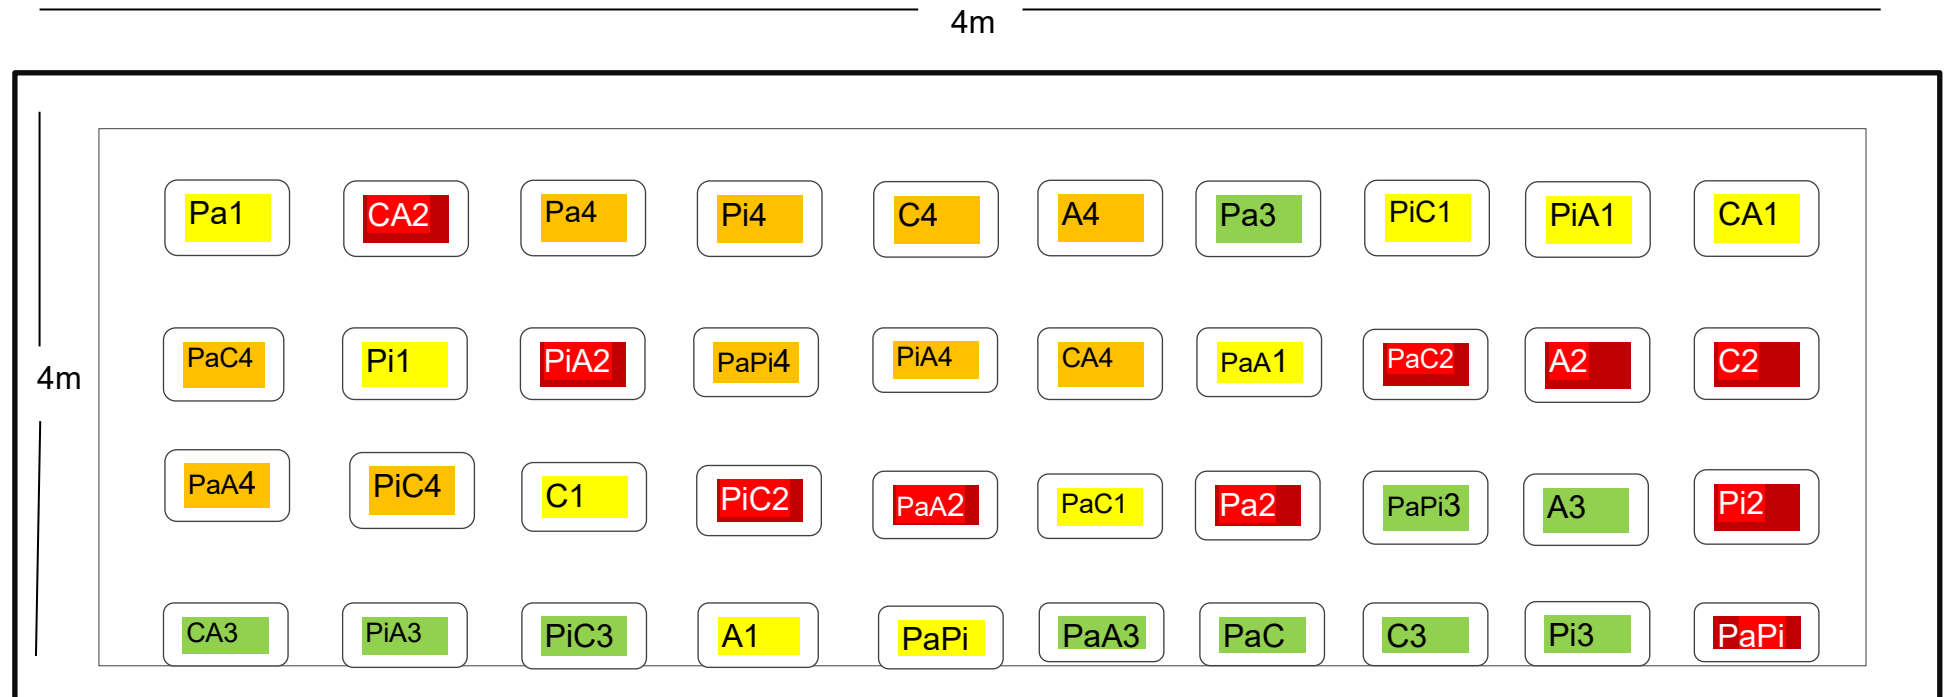 4m
Pa1 CA2 Pa4 Pi4 C4 A4 Pa3 PiC1 PiA1 CA1
4m
PaC4 Pi1 PiA2 PaPi4 PiA4 CA4 PaA1 PaC2 A2 C2
PaA4 PiC4 C1 PiC2 PaA2 PaC1 Pa2 PaPi3 A3 Pi2
CA3 PiA3 PiC3 A1 PaPi PaA3 PaC C3 Pi3 PaPi